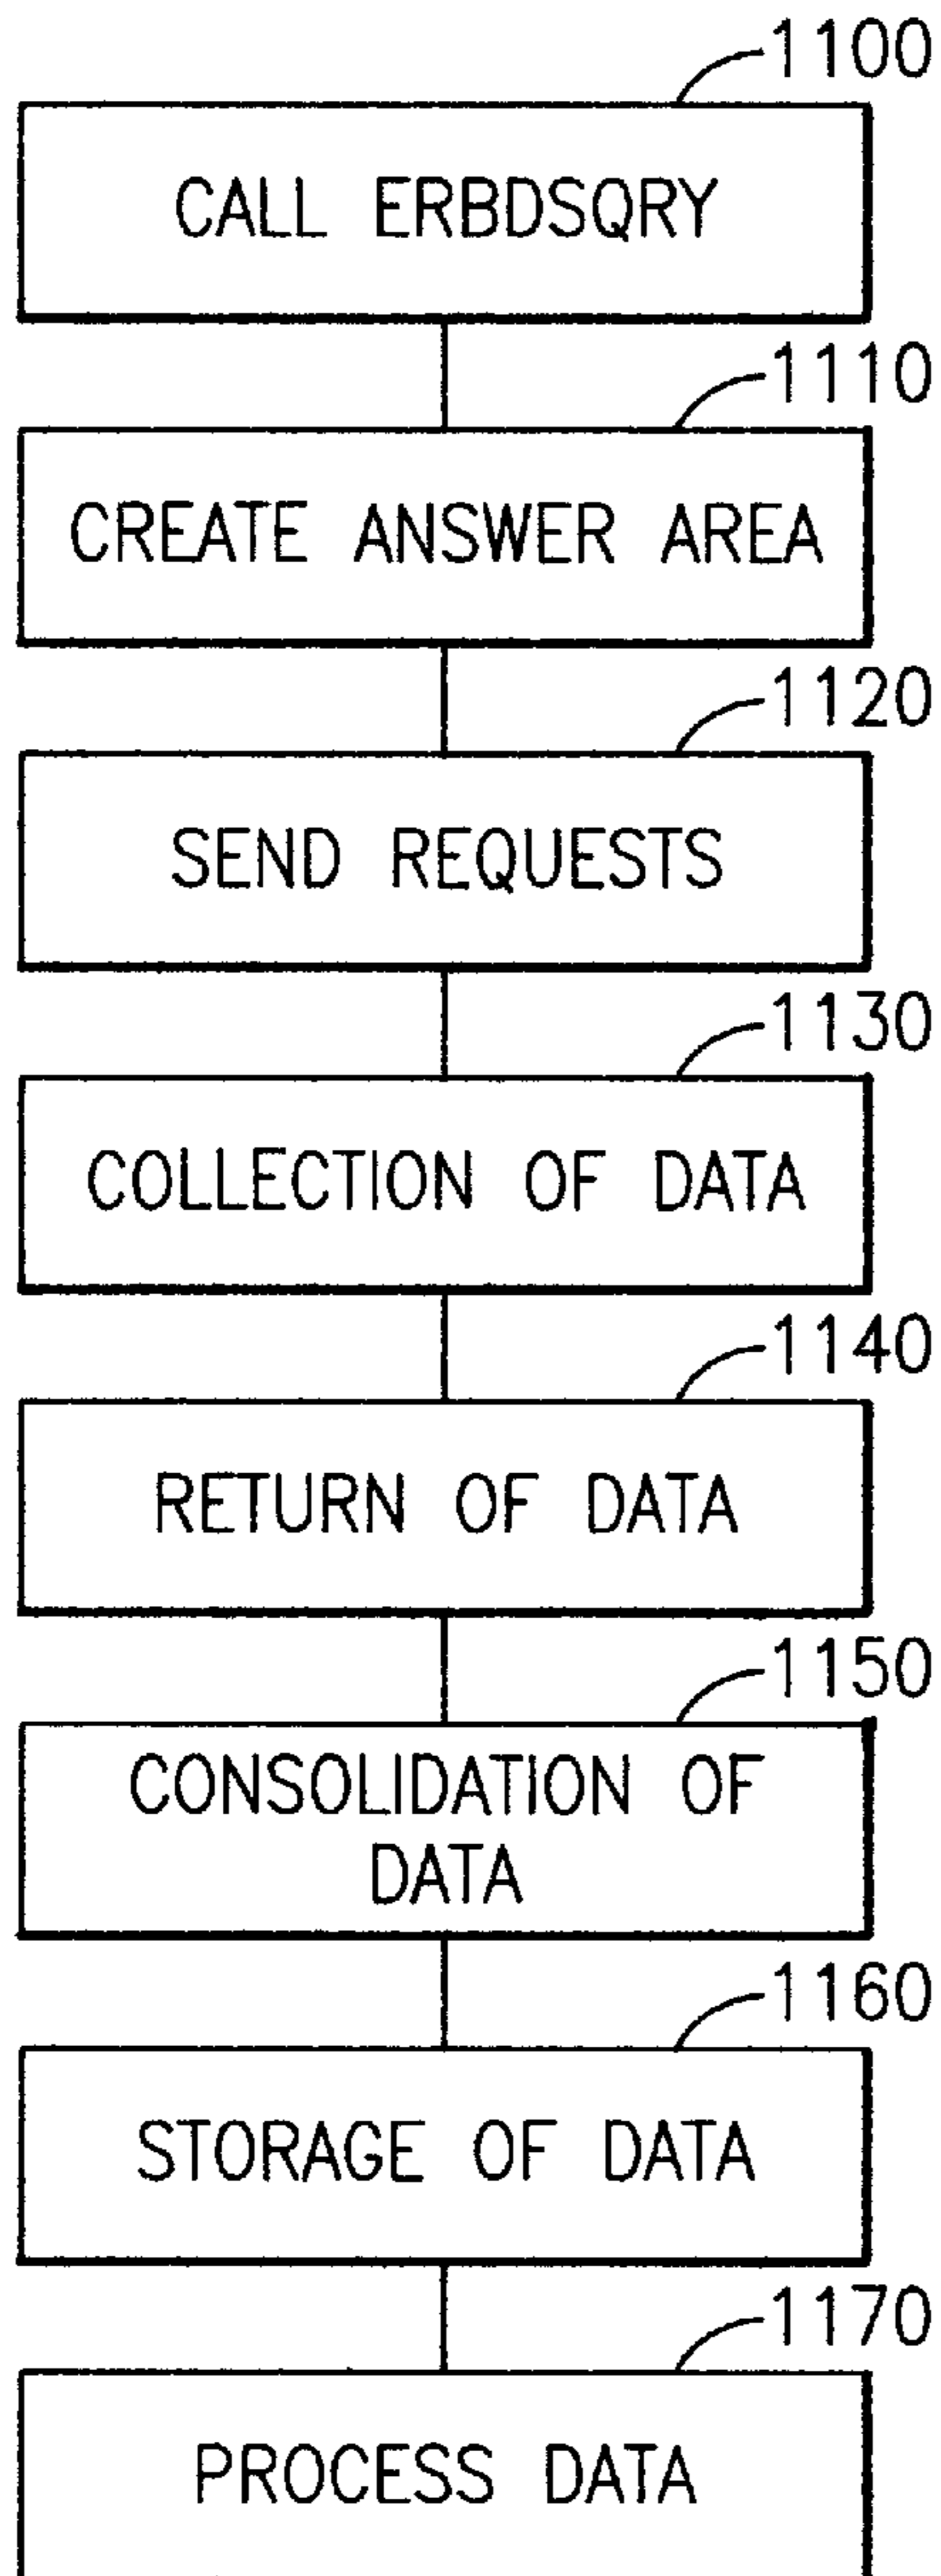 1100
CALL ERBDSQRY
1110
CREATE ANSWER AREA
1120
SEND REQUESTS
1130
COLLECTION OF DATA
1140
RETURN OF DATA
1150
CONSOLIDATION OF
DATA
1160
STORAGE OF DATA
1170
PROCESS DATA